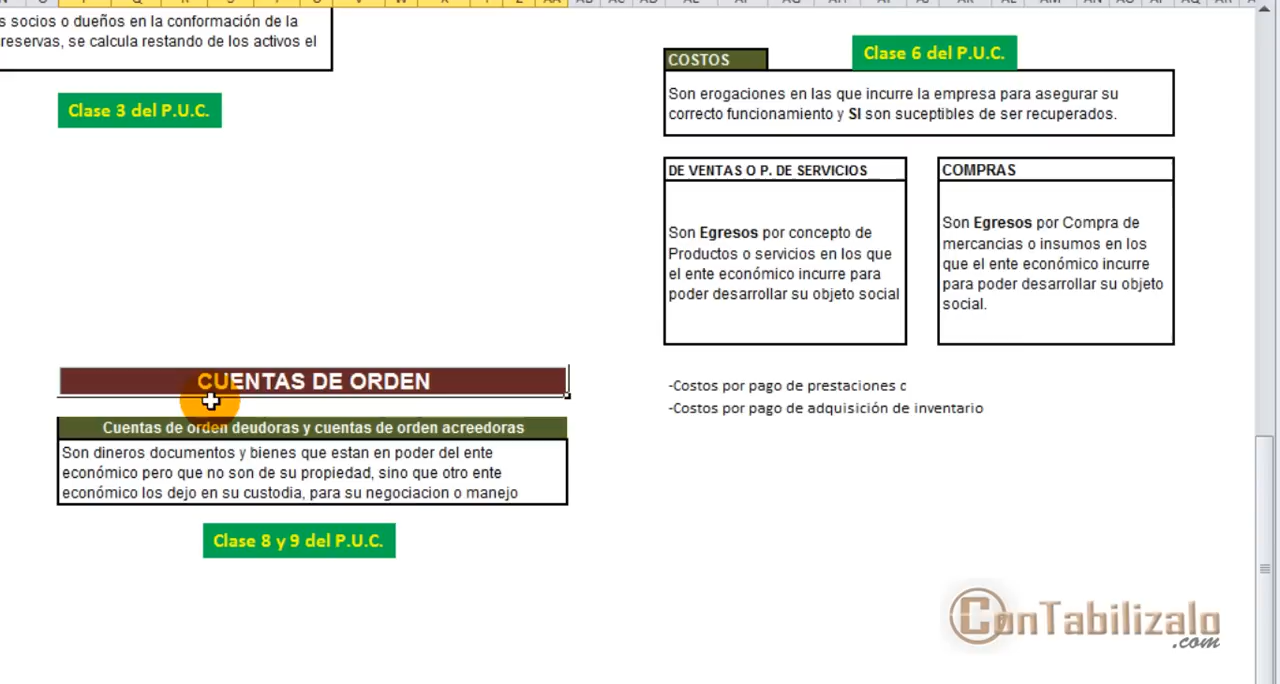 s socios o dueños en la conformación de la
reservas, se calcula restando de los activos el
Clase 3 del P.U.C.
COSTOS
Clase 6 del P.U.C.
Son erogaciones en las que incurre la empresa para asegurar su
correcto funcionamiento y SI son suceptibles de ser recuperados.
DE VENTAS O P. DE SERVICIOS
Son Egresos por concepto de
Productos o servicios en los que
el ente económico incurre para
poder desarrollar su objeto social
COMPRAS
Son Egresos por Compra de
mercancias o insumos en los
que el ente económico incurre
para poder desarrollar su objeto
social.
-Costos por pago de prestaciones c
-Costos por pago de adquisición de inventario
CUENTAS DE ORDEN
Cuentas de orden deudoras y cuentas de orden acreedoras
Son dineros documentos y bienes que estan en poder del ente
económico pero que no son de su propiedad, sino que otro ente
económico los dejo en su custodia, para su negociacion o manejo
Clase 8 y 9 del P.U.C.
ConTabilizalo
.com